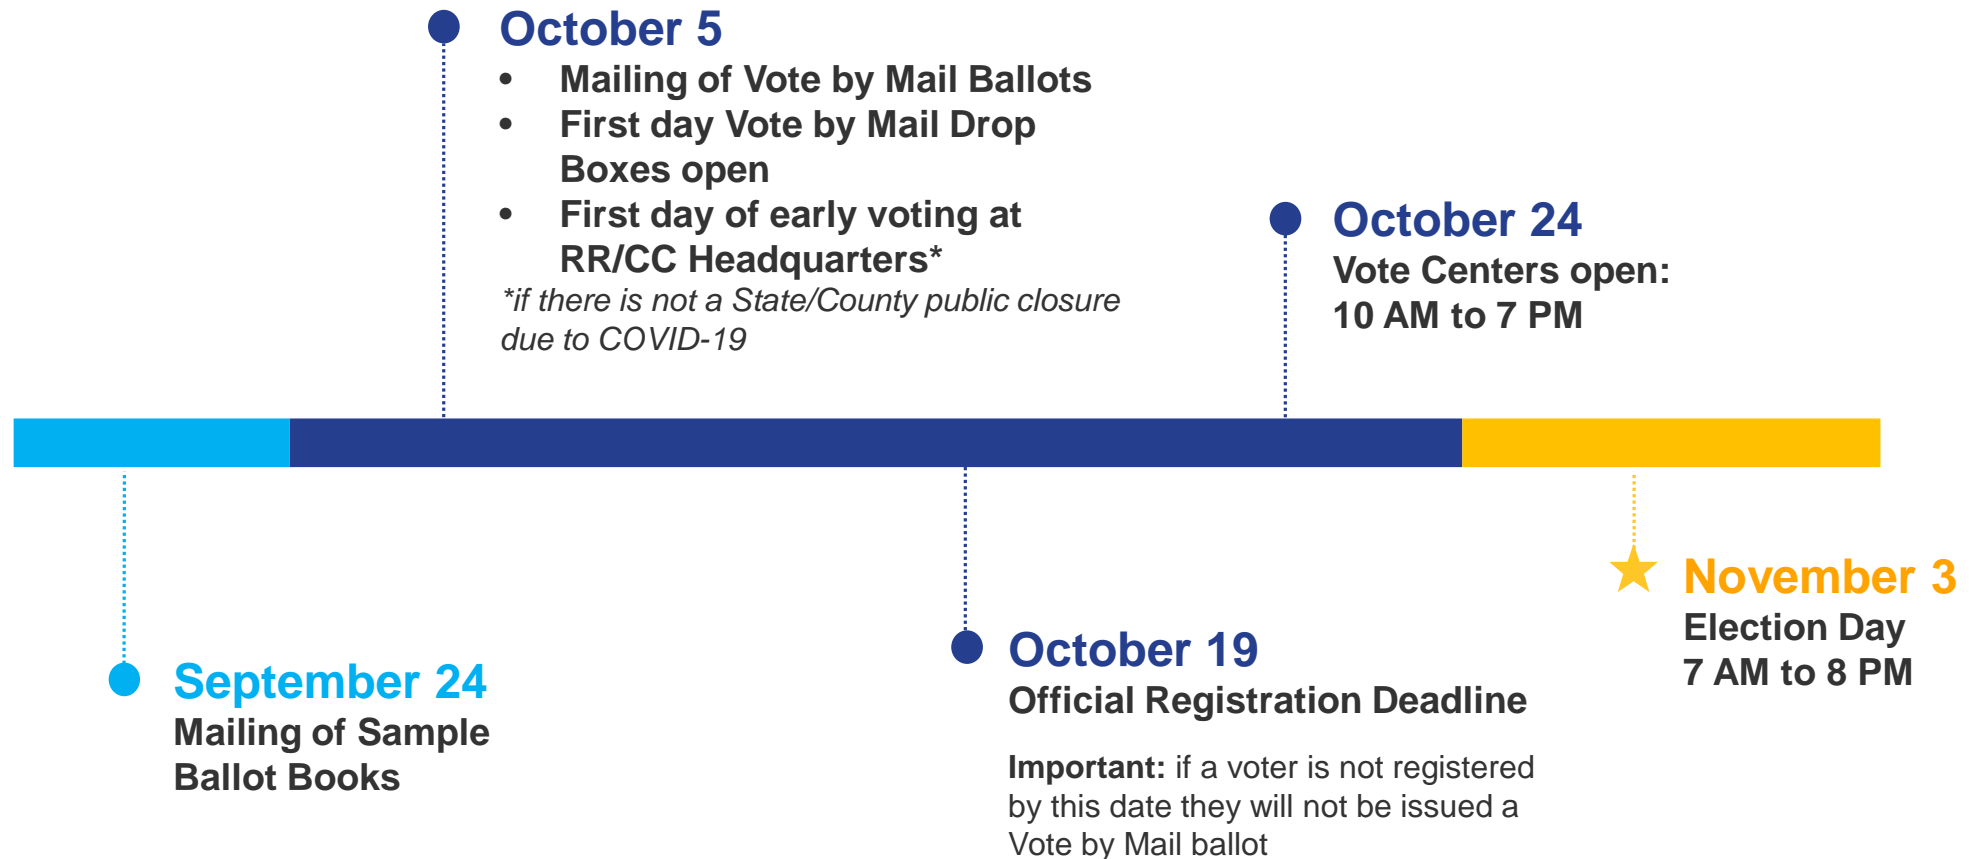 October 5
• Mailing of Vote by Mail Ballots
• First day Vote by Mail Drop
Boxes open
• First day of early voting at
RR/CC Headquarters*
*if there is not a State/County public closure
due to COVID-19
October 24
Vote Centers open:
10 AM to 7 PM
September 24
Mailing of Sample
Ballot Books
October 19
Official Registration Deadline
Important: if a voter is not registered
by this date they will not be issued a
Vote by Mail ballot
November 3
Election Day
7 AM to 8 PM